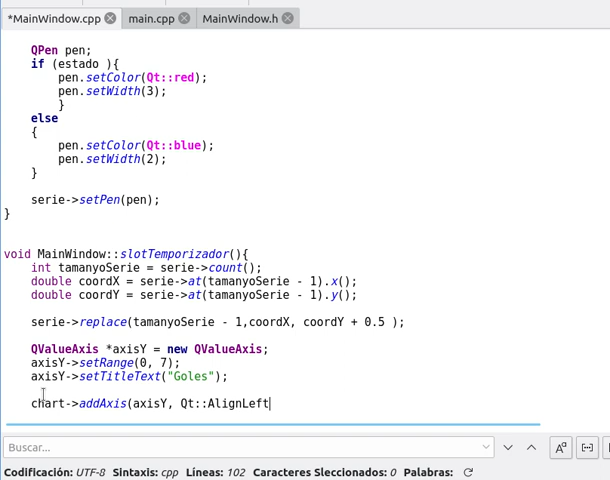 *MainWindow.cpp main.cpp MainWindow.h
QPen pen;
if (estado ){
pen.setColor(Qt::red);
pen.setWidth(3);
}
else
{
pen.setColor(Qt::blue);
pen.setWidth(2);
}
serie->setPen(pen);
}
void MainWindow::slotTemporizador(){
int tamanyoSerie = serie->count();
double coordX = serie->at(tamanyoSerie - 1).x();
double coordY = serie->at(tamanyoSerie - 1).y();
serie->replace(tamanyoSerie - 1,coordX, coordY + 0.5 );
QValueAxis *axisY = new QValueAxis;
axisY->setRange(0, 7);
axisY->setTitleText("Goles");
chart->addAxis(axisY, Qt::AlignLeft
Buscar...
Codificación: UTF-8 Sintaxis: cpp Líneas: 102 Caracteres Sleccionados: 0 Palabras: